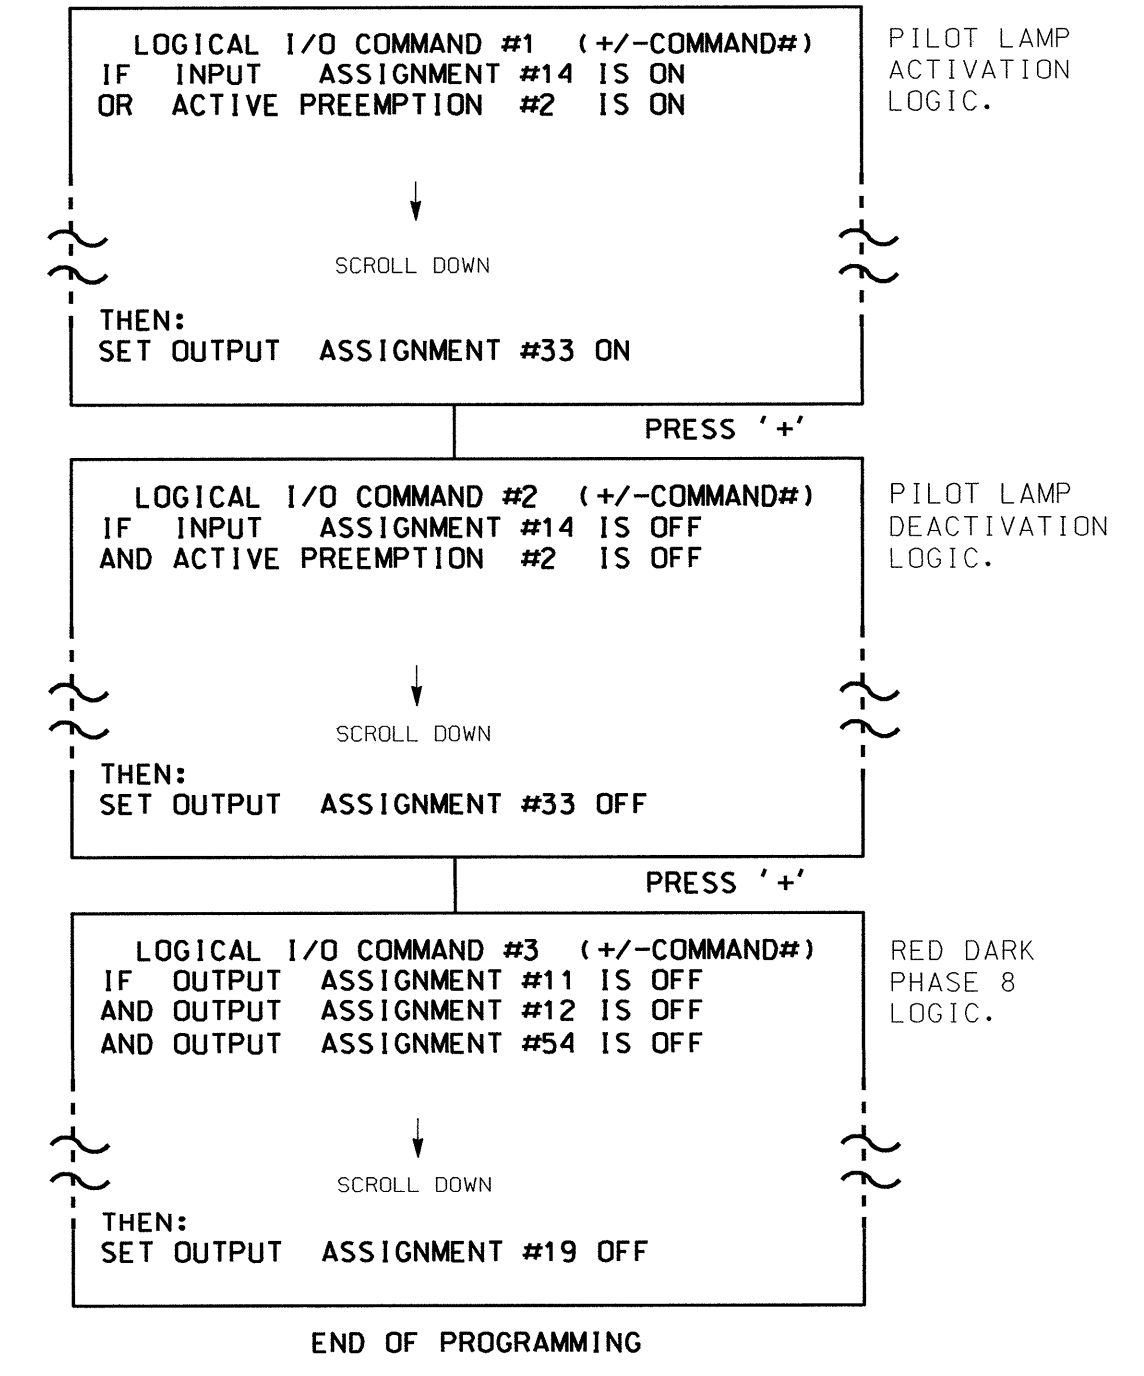 LOGICAL I/O COMMAND #1 (+/-COMMAND#)
IF INPUT ASSIGNMENT #14 IS ON
OR ACTIVE PREEMPTION #2 IS ON
PILOT LAMP
ACTIVATION
LOGIC.
SCROLL DOWN
THEN:
SET OUTPUT ASSIGNMENT #33 ON
PRESS '+'
LOGICAL I/O COMMAND #2 (+/-COMMAND#)
IF INPUT ASSIGNMENT #14 IS OFF
AND ACTIVE PREEMPTION #2 IS OFF
PILOT LAMP
DEACTIVATION
LOGIC.
SCROLL DOWN
THEN:
SET OUTPUT ASSIGNMENT #33 OFF
PRESS '+'
LOGICAL I/O COMMAND #3 (+/-COMMAND#)
IF OUTPUT ASSIGNMENT #11 IS OFF
AND OUTPUT ASSIGNMENT #12 IS OFF
AND OUTPUT ASSIGNMENT #54 IS OFF
RED DARK
PHASE 8
LOGIC.
SCROLL DOWN
THEN:
SET OUTPUT ASSIGNMENT #19 OFF
END OF PROGRAMMING